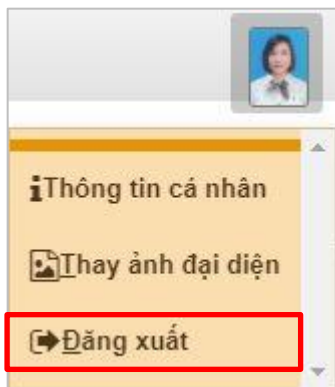 Thông tin cá nhân
Thay ảnh đại diện
Đăng xuất